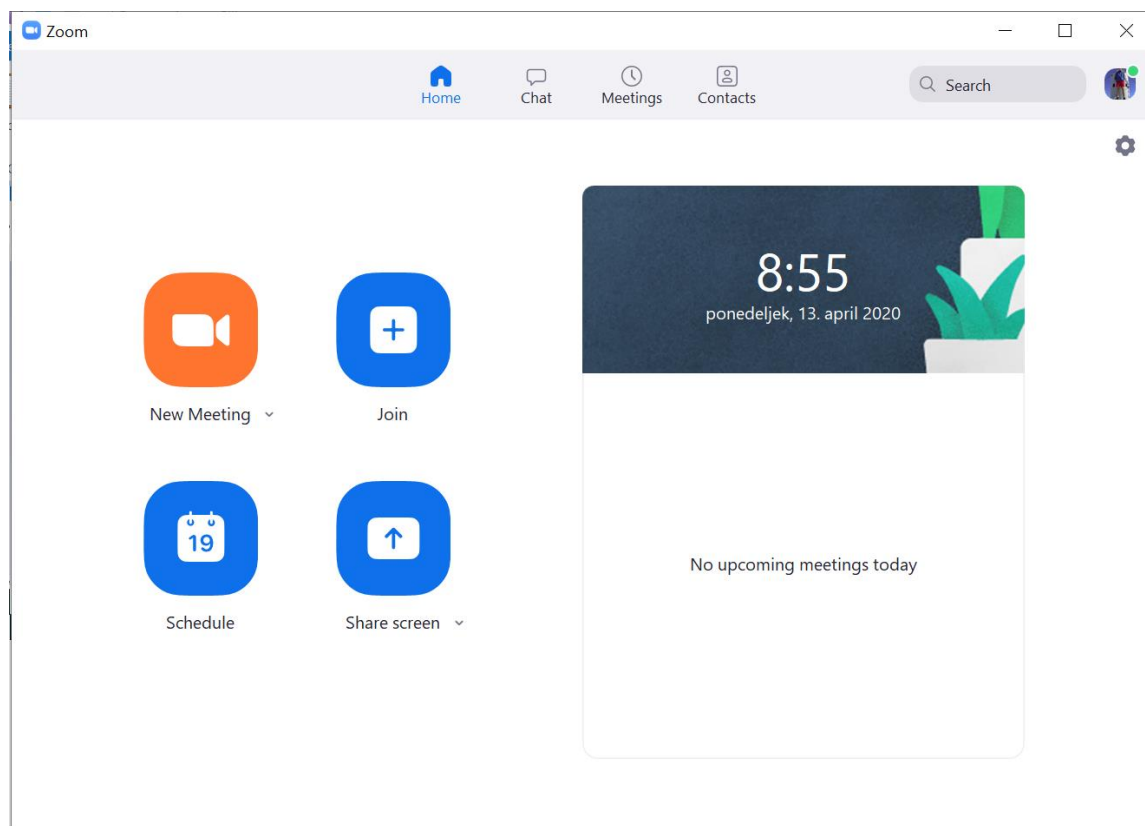 Zoom
Home Chat Meetings Contacts Search
8:55
ponedeljek, 13. april 2020
New Meeting Join
19
No upcoming meetings today
Schedule Share screen